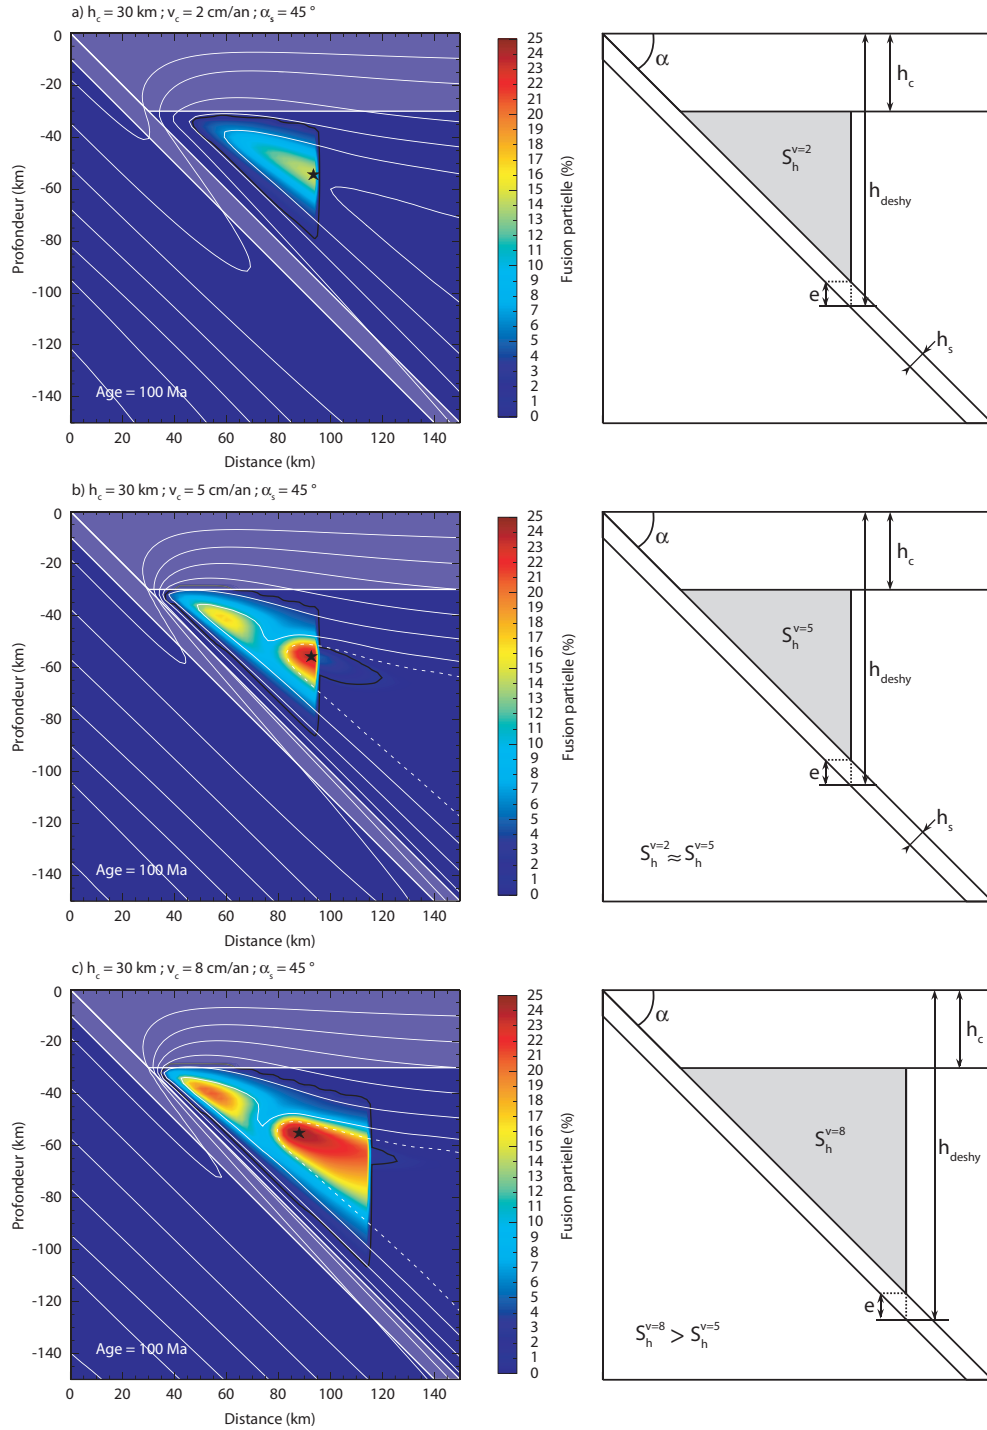 a) h_c = 30 km ; v_c = 2 cm/an ; α_s = 45 °
0
-20
-40
-60
-80
-100
-120
-140
Profondeur (km)
Age = 100 Ma
0 20 40 60 80 100 120 140
Distance (km)
25
24
23
22
21
20
19
18
17
16
15
14
13
12
11
10
9
8
7
6
5
4
3
2
1
0
Fusion partielle (%)
α
h_c
S_h^{v=2}
h_deshy
e
h_s
b) h_c = 30 km ; v_c = 5 cm/an ; α_s = 45 °
0
-20
-40
-60
-80
-100
-120
-140
Profondeur (km)
Age = 100 Ma
0 20 40 60 80 100 120 140
Distance (km)
25
24
23
22
21
20
19
18
17
16
15
14
13
12
11
10
9
8
7
6
5
4
3
2
1
0
Fusion partielle (%)
α
h_c
S_h^{v=5}
h_deshy
e
h_s
S_h^{v=2} ≈ S_h^{v=5}
c) h_c = 30 km ; v_c = 8 cm/an ; α_s = 45 °
0
-20
-40
-60
-80
-100
-120
-140
Profondeur (km)
Age = 100 Ma
0 20 40 60 80 100 120 140
Distance (km)
25
24
23
22
21
20
19
18
17
16
15
14
13
12
11
10
9
8
7
6
5
4
3
2
1
0
Fusion partielle (%)
α
h_c
S_h^{v=8}
h_deshy
e
S_h^{v=8} > S_h^{v=5}